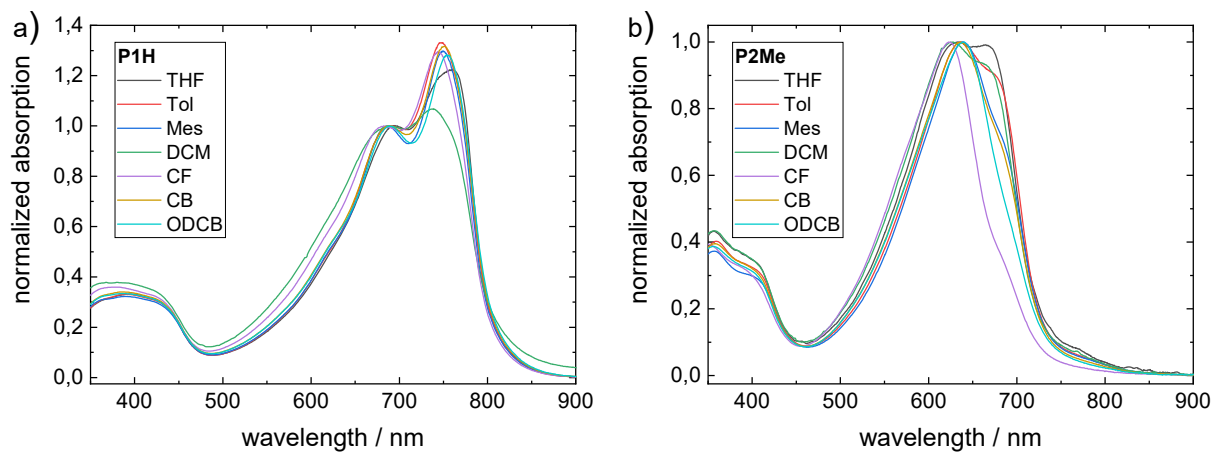 a)
normalized absorption
1,4
1,2
1,0
0,8
0,6
0,4
0,2
0,0
P1H
THF
Tol
Mes
DCM
CF
CB
ODCB
400 500 600 700 800 900
wavelength / nm
b)
normalized absorption
1,0
0,8
0,6
0,4
0,2
0,0
P2Me
THF
Tol
Mes
DCM
CF
CB
ODCB
400 500 600 700 800 900
wavelength / nm